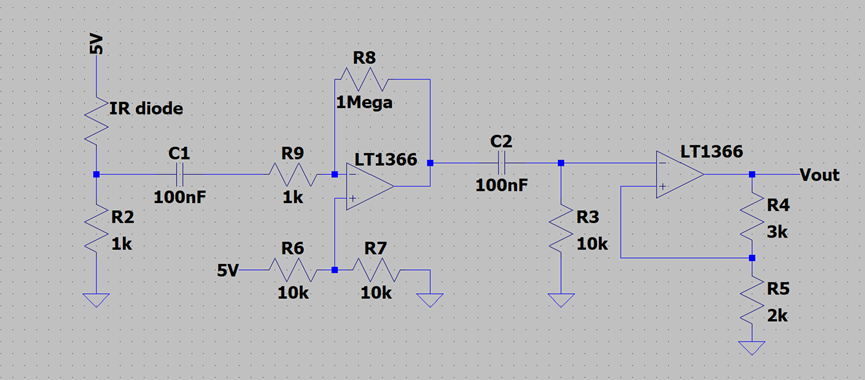 5V
IR diode
R2
1k
C1
100nF
R9
1k
R8
1Mega
LT1366
-
+
5V
R6
10k
R7
10k
C2
100nF
R3
10k
LT1366
-
+
Vout
R4
3k
R5
2k